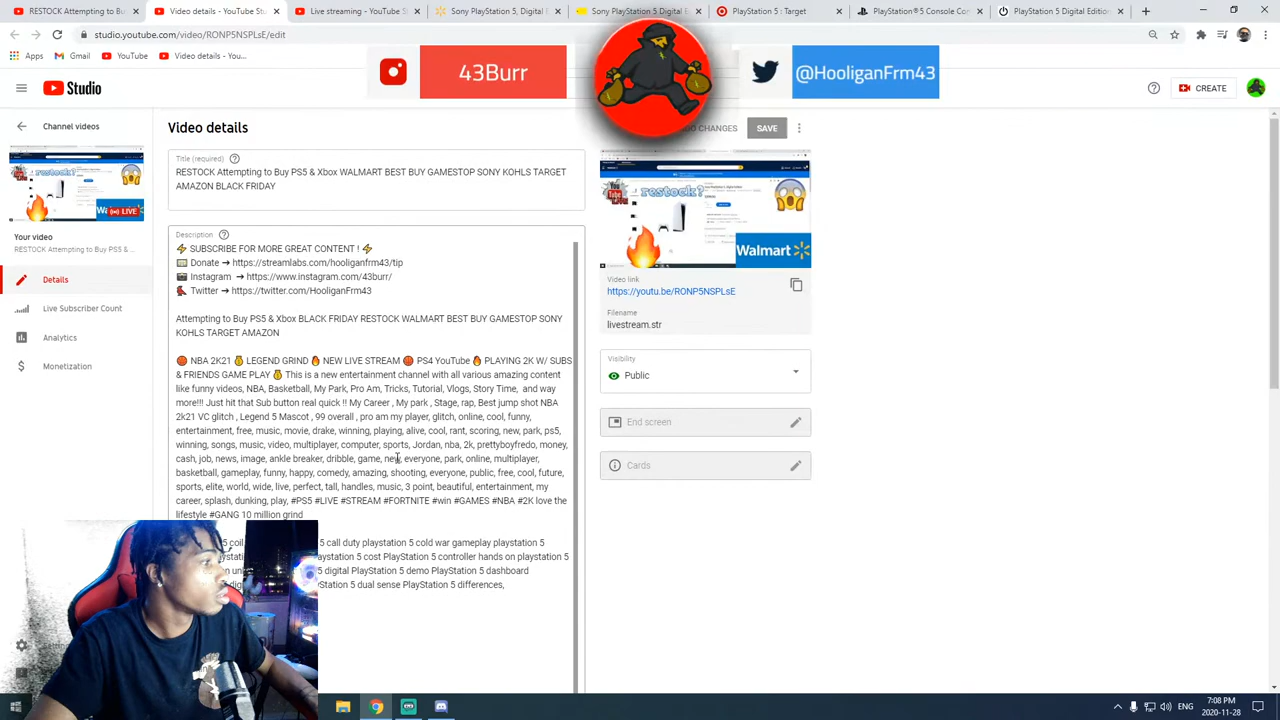 RESTOCK Attempting to Bu
Video details - YouTube St
Live streaming - YouTube S
Sony PlayStation 5, Digital
Sony PlayStation 5, Digital E
Playstation 5 : Target
PlayStation®5 Console Cor
PlayStation 5 Digital Edition
studio.youtube.com/video/RONP5NSPLsE/edit
Apps
Gmail
YouTube
Video details - You...
43Burr
@HooliganFrm43
Studio
CREATE
Channel videos
Video details
CHANGES
SAVE
Title (required)
RESTOCK Attempting to Buy PS5 & Xbox WALMART BEST BUY GAMESTOP SONY KOHLS TARGET
AMAZON BLACK FRIDAY
LIVE
Your video
RESTOCK Attempting to Buy PS5 & ...
Details
Live Subscriber Count
Analytics
Monetization
⚡ SUBSCRIBE FOR MORE GREAT CONTENT ! ⚡
💵 Donate ➔ https://streamlabs.com/hooliganfrm43/tip
📷 Instagram ➔ https://www.instagram.com/43burr/
Twitter ➔ https://twitter.com/HooliganFrm43
Attempting to Buy PS5 & Xbox BLACK FRIDAY RESTOCK WALMART BEST BUY GAMESTOP SONY
KOHLS TARGET AMAZON
🏀 NBA 2K21 🏅 LEGEND GRIND 🔥 NEW LIVE STREAM 🏀 PS4 YouTube 🔥 PLAYING 2K W/ SUBS
& FRIENDS GAME PLAY 🏅 This is a new entertainment channel with all various amazing content
like funny videos, NBA, Basketball, My Park, Pro Am, Tricks, Tutorial, Vlogs, Story Time, and way
more!!! Just hit that Sub button real quick !! My Career , My park , Stage, rap, Best jump shot NBA
2k21 VC glitch , Legend 5 Mascot , 99 overall , pro am my player, glitch, online, cool, funny,
entertainment, free, music, movie, drake, winning, playing, alive, cool, rant, scoring, new, park, ps5,
winning, songs, music, video, multiplayer, computer, sports, Jordan, nba, 2k, prettyboyfredo, money,
cash, job, news, image, ankle breaker, dribble, game, new, everyone, park, online, multiplayer,
basketball, gameplay, funny, happy, comedy, amazing, shooting, everyone, public, free, cool, future,
sports, elite, world, wide, live, perfect, tall, handles, music, 3 point, beautiful, entertainment, my
career, splash, dunking, play, #PS5 #LIVE #STREAM #FORTNITE #win #GAMES #NBA #2K love the
lifestyle #GANG 10 million grind
5 coil
5 call duty playstation 5 cold war gameplay playstation 5
aystation 5 cost PlayStation 5 controller hands on playstation 5
5 digital PlayStation 5 demo PlayStation 5 dashboard
Station 5 dual sense PlayStation 5 differences,
YouTube
restock?
Walmart
Video link
https://youtu.be/RONP5NSPLsE
Filename
livestream.str
Visibility
Public
End screen
Cards
ENG
7:08 PM
2020-11-28